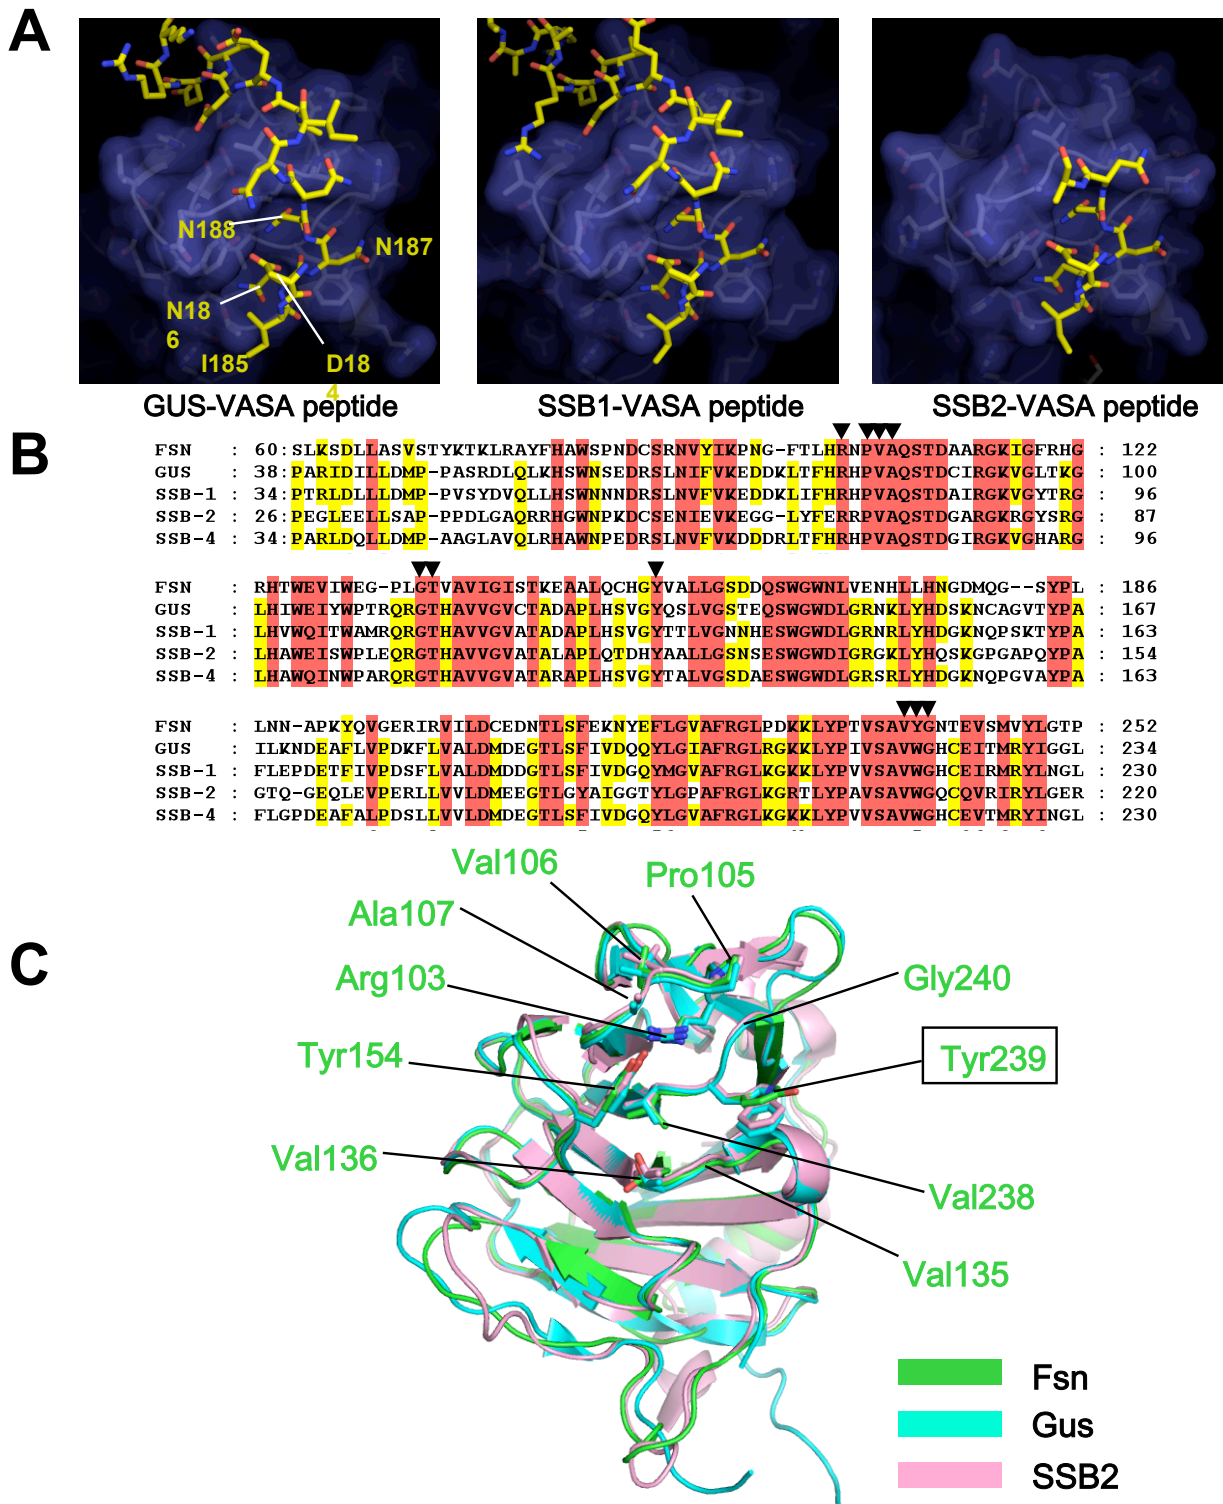 A
N188
N187
N18
6
I185
D18
4
GUS-VASA peptide
SSB1-VASA peptide
SSB2-VASA peptide
B
FSN : 60:SLKSDLLASVSTYKTKLRAYFHAWSPNDCSRNVYIKPNG-FTLHRNPVAQSTDAARGKIGFRHG : 122
GUS : 38:PARIDILLDMP-PASRDLQLKHSWNSEDRSLNIFVKEDDKLTFHRHPVAQSTDCIRGKVGLTKG : 100
SSB-1 : 34:PTRLDLLLDMP-PVSYDVQLLHSWNNNDRSLNVFVKEDDKLIFHRHPVAQSTDAIRGKVGYTRG : 96
SSB-2 : 26:PEGLEELLSAP-PPDLGAQRRHGWNPKDCSENIEVKEGG-LYFERRPVAQSTDGARGKRGYSRG : 87
SSB-4 : 34:PARLDQLLDMP-AAGLAVQLRHAWNPEDRSLNVFVKDDDRLTFHRHPVAQSTDGIRGKVGHARG : 96
FSN : RHTWEVIWEG-PLGTVAVIGISTKEAALQCHGYVALLGSDDQSWGWNLVENHLLHNGDMQG--SYPL : 186
GUS : LHIWEIYWPTRQRGTHAVVGVCTADAPLHSVGYQSLVGSTEQSWGWDLGRNKLYHDSKNCAGVTYPA : 167
SSB-1 : LHVWQITWAMRQRGTHAVVGVATADAPLHSVGYTTLVGNNHESWGWDLGRNRLYHDGKNQPSKTYPA : 163
SSB-2 : LHAWEISWPLEQRGTHAVVGVATALAPLQTDHYAALLGSNSESWGWDIGRGKLYHQSKGPGAPQYPA : 154
SSB-4 : LHAWQINWPARQRGTHAVVGVATARAPLHSVGYTALVGSDAESWGWDLGRSRLYHDGKNQPGVAYPA : 163
FSN : LNN-APKYQVGERIRVILDCEDNTLSFEKNYEFLGVAFRGLPDKKLYPTVSAVYGNTEVSMVYLGTP : 252
GUS : ILKNDEAFLVPDKFLVALDMDEGTLSFIVDQQYLGIAFRGLRGKKLYPIVSAVWGHCEITMRYIGGL : 234
SSB-1 : FLEPDETFIVPDSFLVALDMDDGTLSFIVDGQYMGVAFRGLKGKKLYPVVSAVWGHCEIRMRYLNGL : 230
SSB-2 : GTQ-GEQLEVPERLLVVLDMEEGTLGYAIGGTYLGPAFRGLKGRTLYPAVSAVWGQCQVRIRYLGER : 220
SSB-4 : FLGPDEAFALPDSLLVVLDMDEGTLSFIVDGQYLGVAFRGLKGKKLYPVVSAVWGHCEVTMRYINGL : 230
C
Val106
Pro105
Ala107
Arg103
Gly240
Tyr154
Tyr239
Val136
Val238
Val135
Fsn
Gus
SSB2